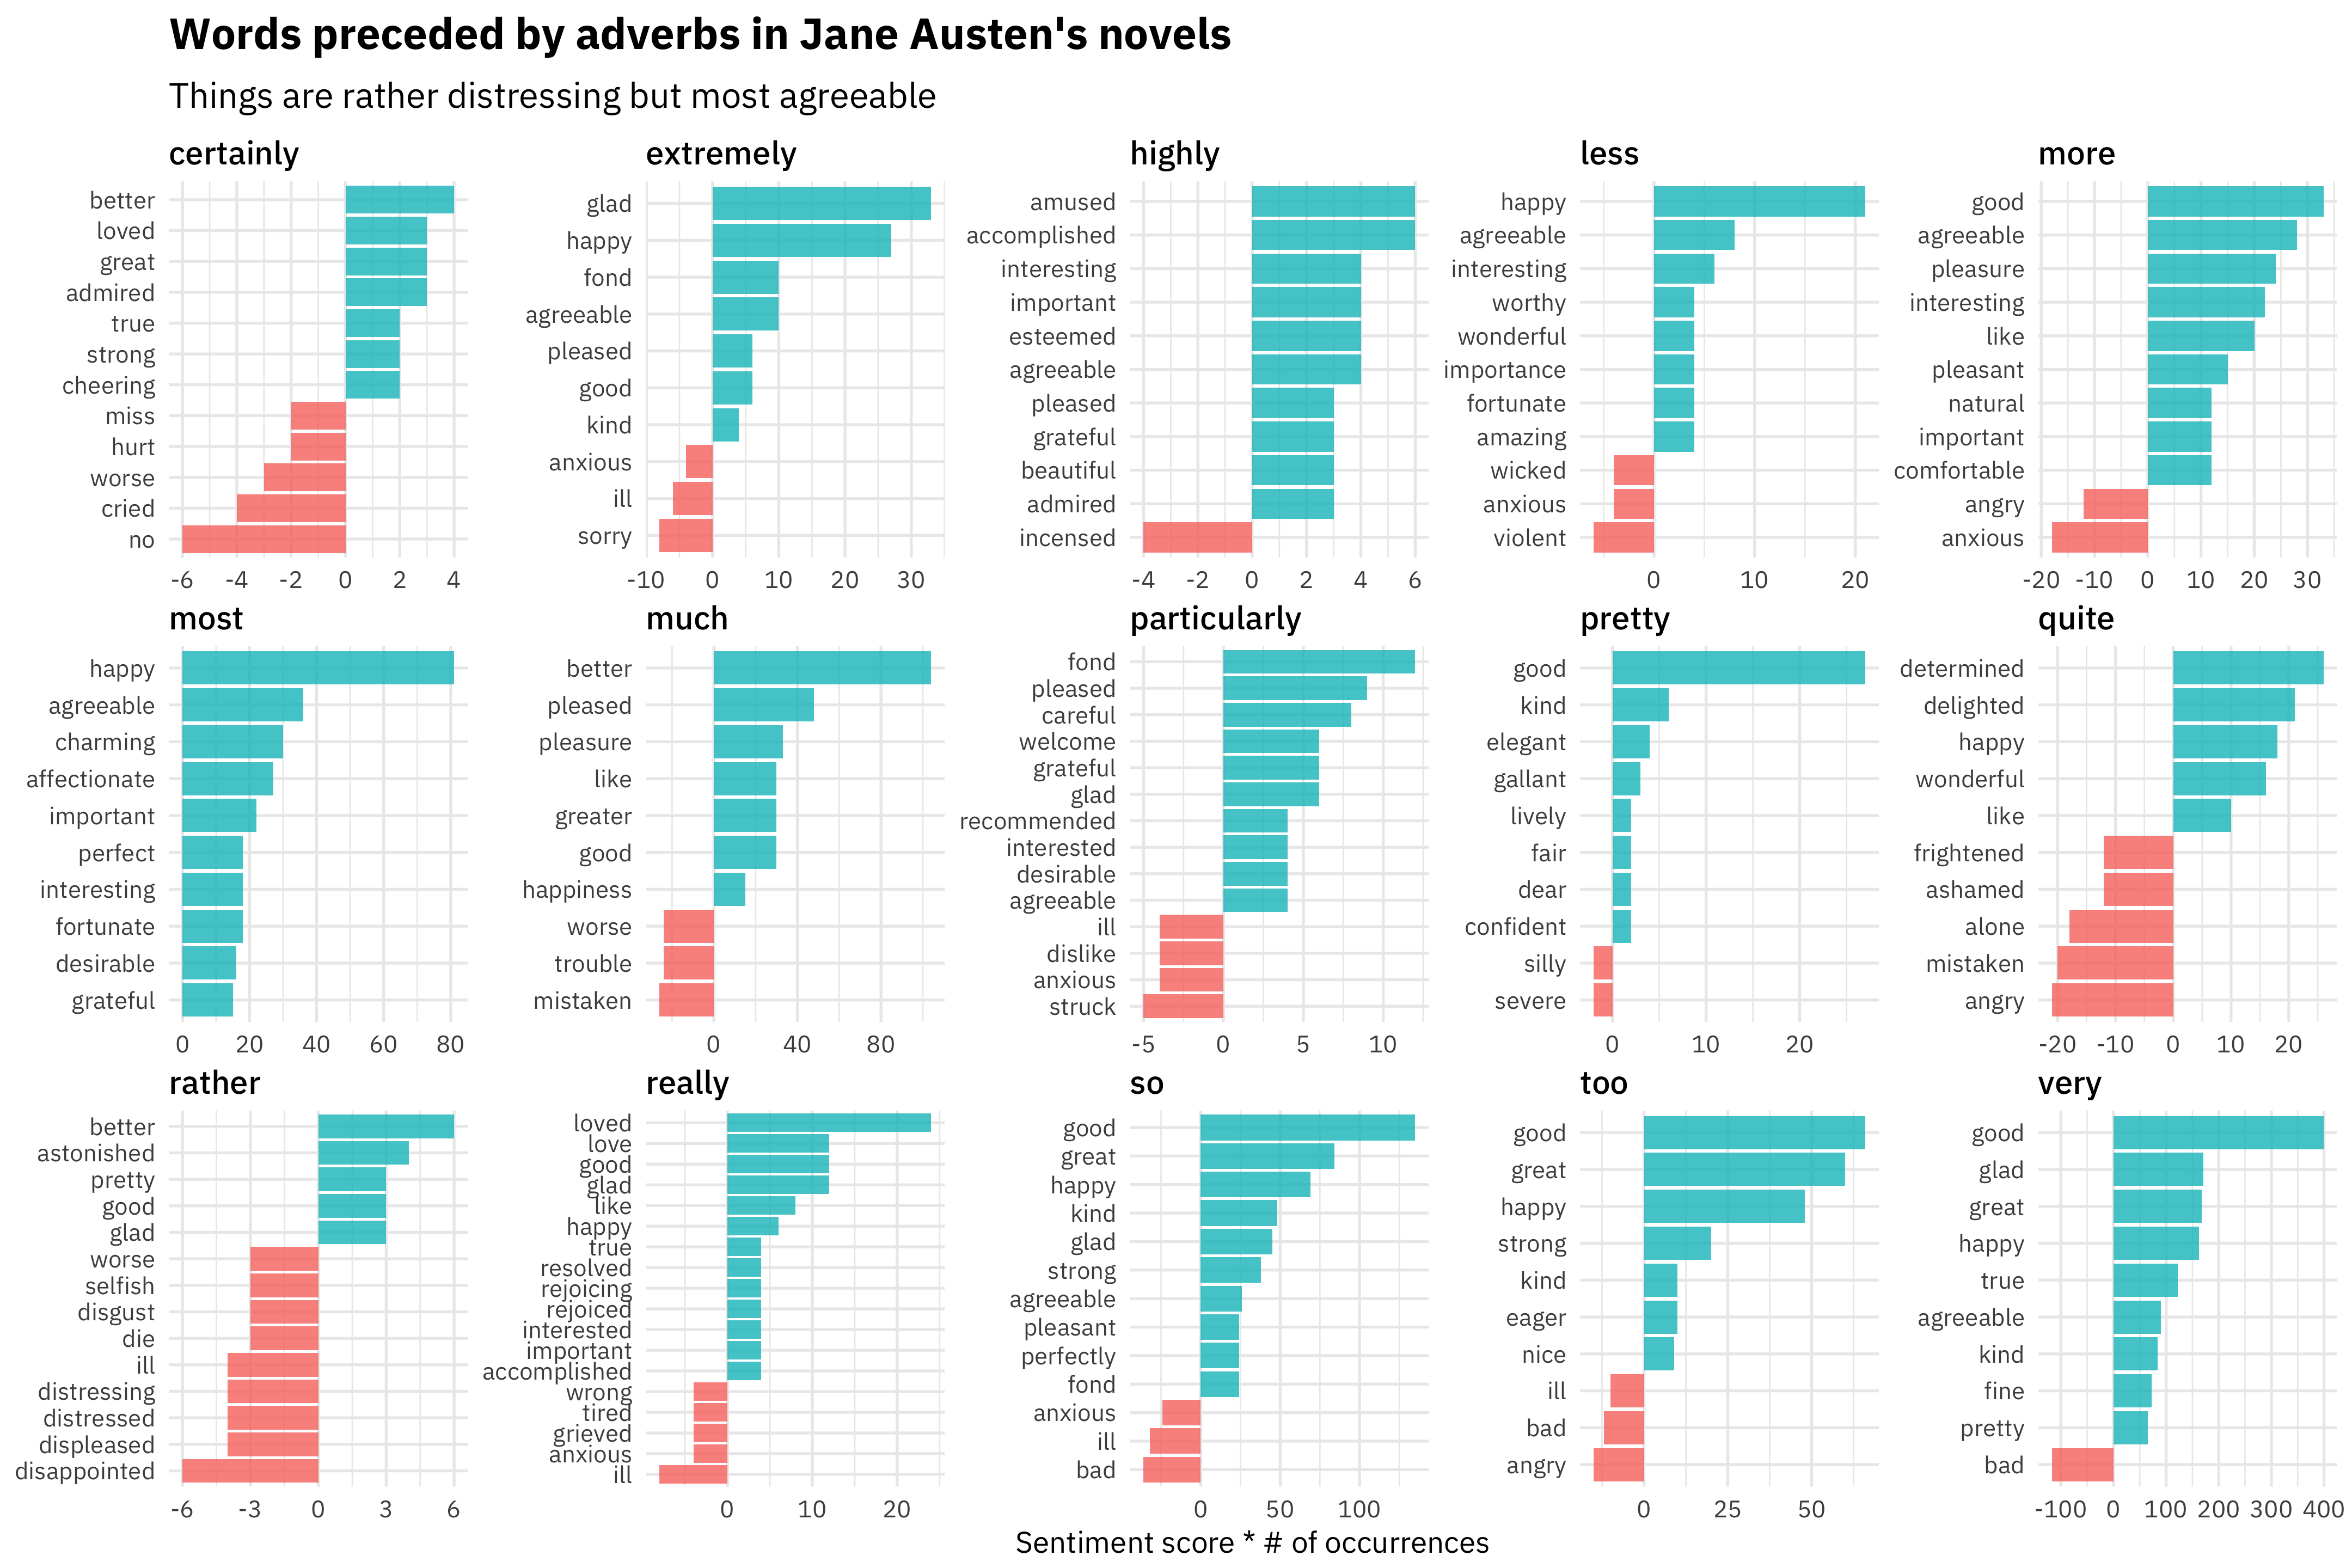 Words preceded by adverbs in Jane Austen's novels
Things are rather distressing but most agreeable
certainly
better
loved
great
admired
true
strong
cheering
miss
hurt
worse
cried
no
-6 -4 -2 0 2 4
extremely
glad
happy
fond
agreeable
pleased
good
kind
anxious
ill
sorry
-10 0 10 20 30
highly
amused
accomplished
interesting
important
esteemed
agreeable
pleased
grateful
beautiful
admired
incensed
-4 -2 0 2 4 6
less
happy
agreeable
interesting
worthy
wonderful
importance
fortunate
amazing
wicked
anxious
violent
0 10 20
more
good
agreeable
pleasure
interesting
like
pleasant
natural
important
comfortable
angry
anxious
-20 -10 0 10 20 30
most
happy
agreeable
charming
affectionate
important
perfect
interesting
fortunate
desirable
grateful
0 20 40 60 80
much
better
pleased
pleasure
like
greater
good
happiness
worse
trouble
mistaken
0 40 80
particularly
fond
pleased
careful
welcome
grateful
glad
recommended
interested
desirable
agreeable
ill
dislike
anxious
struck
-5 0 5 10
pretty
good
kind
elegant
gallant
lively
fair
dear
confident
silly
severe
0 10 20
quite
determined
delighted
happy
wonderful
like
frightened
ashamed
alone
mistaken
angry
-20 -10 0 10 20
rather
better
astonished
pretty
good
glad
worse
selfish
disgust
die
ill
distressing
distressed
displeased
disappointed
-6 -3 0 3 6
really
loved
love
good
glad
like
happy
true
resolved
rejoicing
rejoiced
interested
important
accomplished
wrong
tired
grieved
anxious
ill
0 10 20
so
good
great
happy
kind
glad
strong
agreeable
pleasant
perfectly
fond
anxious
ill
bad
0 50 100
too
good
great
happy
strong
kind
eager
nice
ill
bad
angry
0 25 50
very
good
glad
great
happy
true
agreeable
kind
fine
pretty
bad
-100 0 100 200 300 400
Sentiment score * # of occurrences